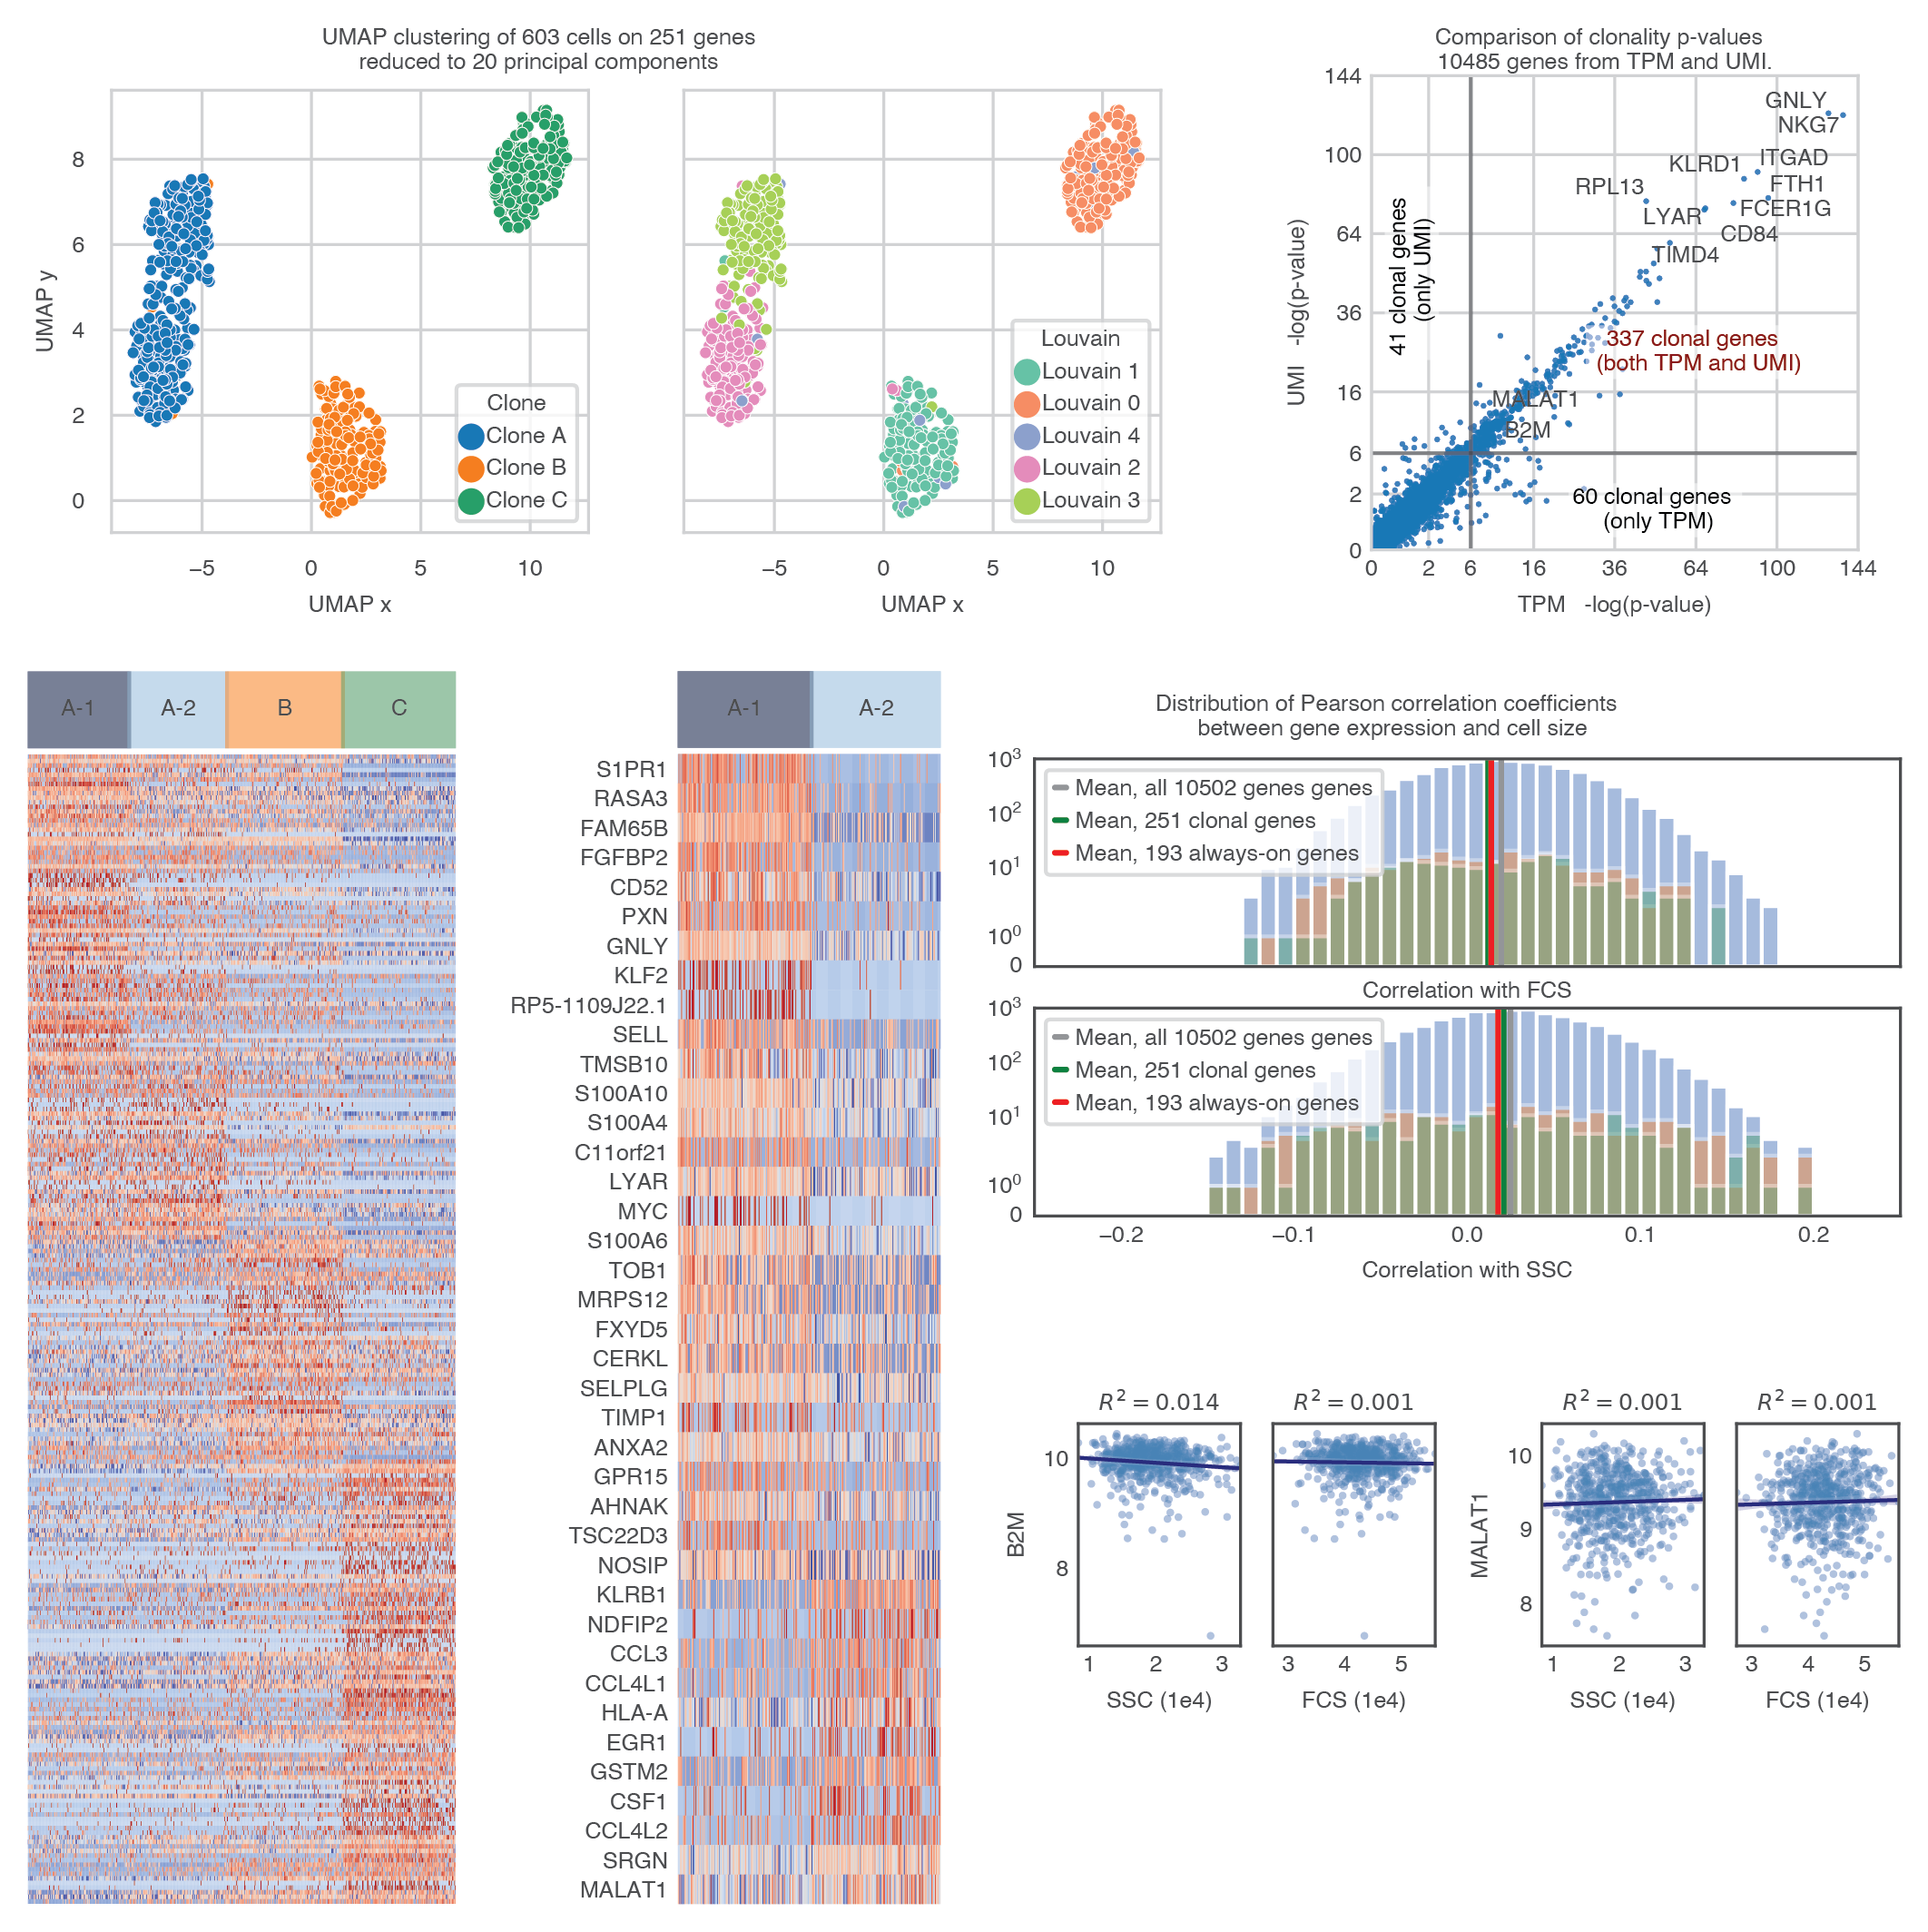 UMAP clustering of 603 cells on 251 genes
reduced to 20 principal components
UMAP y
8
6
4
2
0
−5
0
5
10
UMAP x
Clone
Clone A
Clone B
Clone C
−5
0
5
10
UMAP x
Louvain
Louvain 1
Louvain 0
Louvain 4
Louvain 2
Louvain 3
Comparison of clonality p-values
10485 genes from TPM and UMI.
UMI -log(p-value)
144
100
64
36
16
6
2
0
0
2
6
16
36
64
100
144
TPM -log(p-value)
41 clonal genes
(only UMI)
GNLY
NKG7
KLRD1
ITGAD
RPL13
FTH1
LYAR
FCER1G
CD84
TIMD4
337 clonal genes
(both TPM and UMI)
MALAT1
B2M
60 clonal genes
(only TPM)
A-1
A-2
B
C
A-1
A-2
S1PR1
RASA3
FAM65B
FGFBP2
CD52
PXN
GNLY
KLF2
RP5-1109J22.1
SELL
TMSB10
S100A10
S100A4
C11orf21
LYAR
MYC
S100A6
TOB1
MRPS12
FXYD5
CERKL
SELPLG
TIMP1
ANXA2
GPR15
AHNAK
TSC22D3
NOSIP
KLRB1
NDFIP2
CCL3
CCL4L1
HLA-A
EGR1
GSTM2
CSF1
CCL4L2
SRGN
MALAT1
Distribution of Pearson correlation coefficients
between gene expression and cell size
10³
10²
10¹
10⁰
0
Mean, all 10502 genes genes
Mean, 251 clonal genes
Mean, 193 always-on genes
Correlation with FCS
10³
10²
10¹
10⁰
0
Mean, all 10502 genes genes
Mean, 251 clonal genes
Mean, 193 always-on genes
−0.2
−0.1
0.0
0.1
0.2
Correlation with SSC
R² = 0.014
R² = 0.001
R² = 0.001
R² = 0.001
B2M
10
8
1
2
3
SSC (1e4)
3
4
5
FCS (1e4)
MALAT1
10
9
8
1
2
3
SSC (1e4)
3
4
5
FCS (1e4)